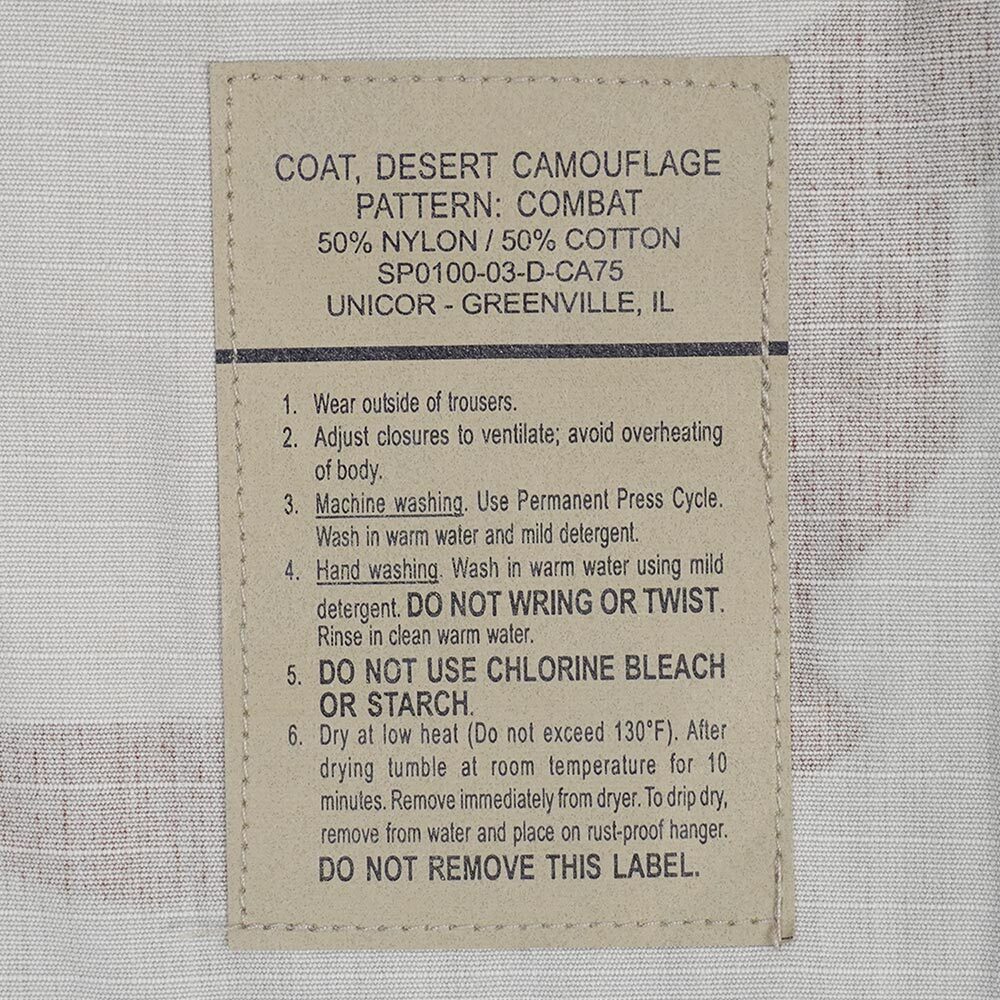 COAT, DESERT CAMOUFLAGE
PATTERN: COMBAT
50% NYLON / 50% COTTON
SP0100-03-D-CA75
UNICOR - GREENVILLE, IL
1. Wear outside of trousers.
2. Adjust closures to ventilate; avoid overheating
of body.
3. Machine washing. Use Permanent Press Cycle.
Wash in warm water and mild detergent.
4. Hand washing. Wash in warm water using mild
detergent. DO NOT WRING OR TWIST.
Rinse in clean warm water.
5. DO NOT USE CHLORINE BLEACH
OR STARCH.
6. Dry at low heat (Do not exceed 130°F). After
drying tumble at room temperature for 10
minutes. Remove immediately from dryer. To drip dry,
remove from water and place on rust-proof hanger.
DO NOT REMOVE THIS LABEL.